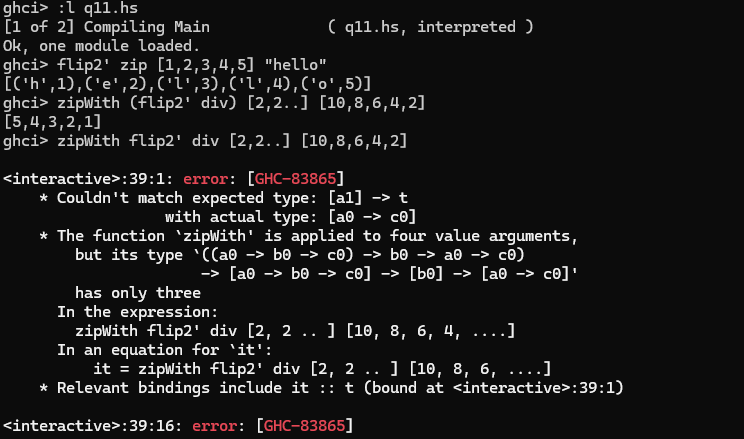 ghci> :l q11.hs
[1 of 2] Compiling Main             ( q11.hs, interpreted )
Ok, one module loaded.
ghci> flip2' zip [1,2,3,4,5] "hello"
[('h',1),('e',2),('l',3),('l',4),('o',5)]
ghci> zipWith (flip2' div) [2,2..] [10,8,6,4,2]
[5,4,3,2,1]
ghci> zipWith flip2' div [2,2..] [10,8,6,4,2]
<interactive>:39:1: error: [GHC-83865]
    * Couldn't match expected type: [a1] -> t
                  with actual type: [a0 -> c0]
    * The function `zipWith' is applied to four value arguments,
        but its type `((a0 -> b0 -> c0) -> b0 -> a0 -> c0)
                      -> [a0 -> b0 -> c0] -> [b0] -> [a0 -> c0]'
        has only three
      In the expression:
        zipWith flip2' div [2, 2 .. ] [10, 8, 6, 4, ....]
      In an equation for `it':
          it = zipWith flip2' div [2, 2 .. ] [10, 8, 6, ....]
    * Relevant bindings include it :: t (bound at <interactive>:39:1)
<interactive>:39:16: error: [GHC-83865]